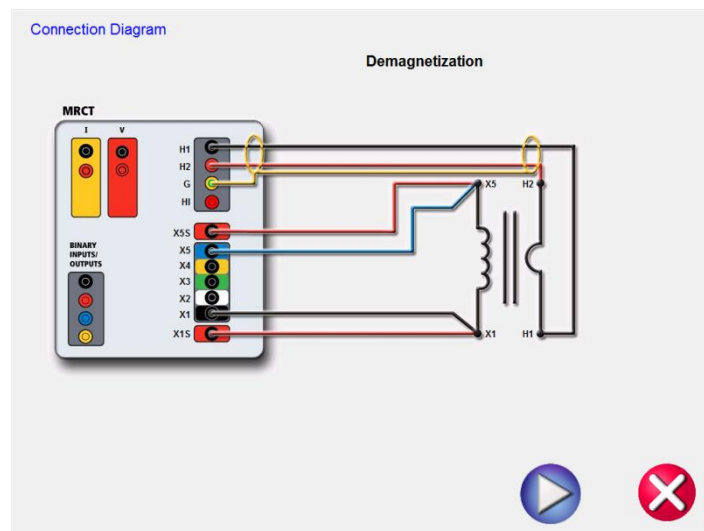 Connection Diagram
Demagnetization
MRCT
I V
H1
H2
G
HI
X5S
X5
X4
X3
X2
X1
X1S
BINARY
INPUTS/
OUTPUTS
X5 H2
X1 H1